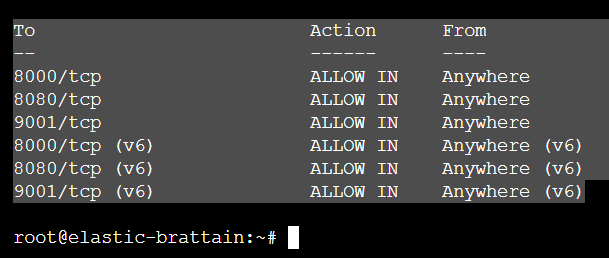 To Action From
-- ------ ----
8000/tcp ALLOW IN Anywhere
8080/tcp ALLOW IN Anywhere
9001/tcp ALLOW IN Anywhere
8000/tcp (v6) ALLOW IN Anywhere (v6)
8080/tcp (v6) ALLOW IN Anywhere (v6)
9001/tcp (v6) ALLOW IN Anywhere (v6)
root@elastic-brattain:~#